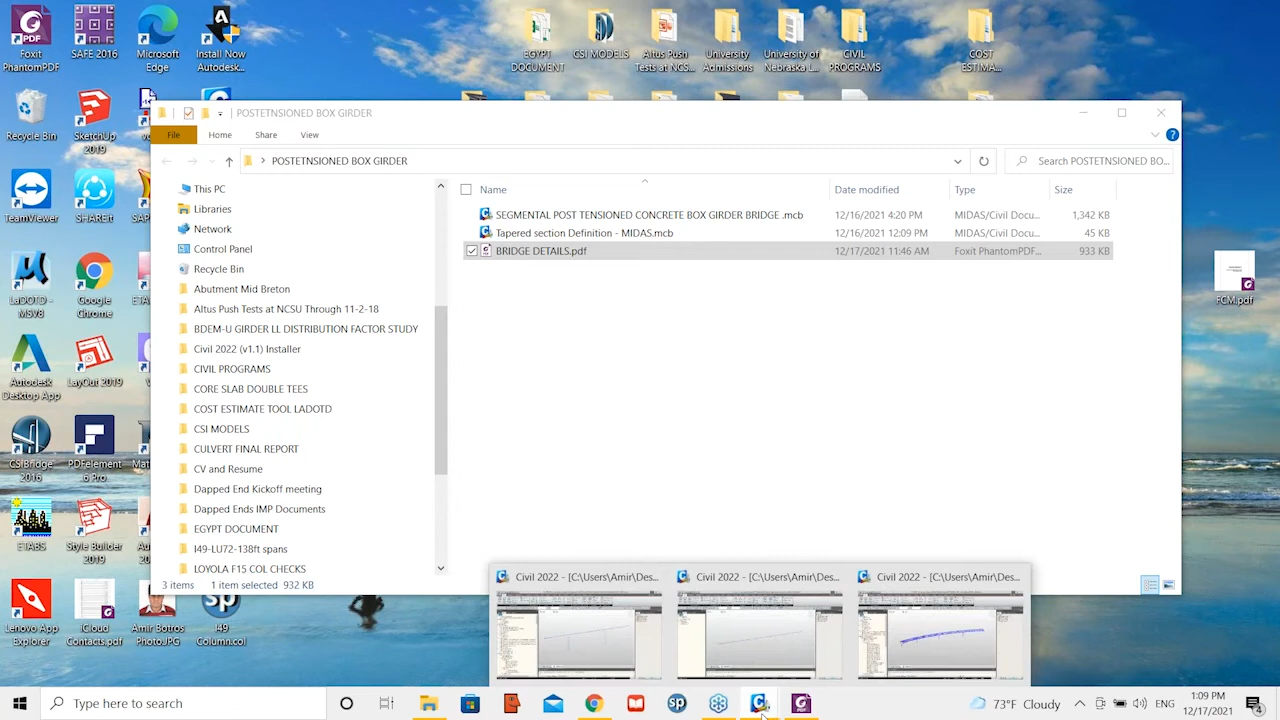 Foxit
PhantomPDF
SAFE 2016
Microsoft
Edge
Install Now
Autodesk...
EGYPT
DOCUMENT
CSI MODELS
Altus Push
Tests at NCS...
University
Admissions
University of
Nebraska L...
CIVIL
PROGRAMS
COST
ESTIMA...
Recycle Bin
SketchUp
2019
TeamViewer
SHAREit
LaDOTD -
MSV8
Google
Chrome
Autodesk
Desktop App
LayOut 2019
CSIBridge
2016
PDFelement
6 Pro
ETABS
Style Builder
2019
Lenovo App
Explorer
iCloud
Contacts.pdf
Amir Botros
Photo.JPG
I49
Column.co...
FCM.pdf
POSTETNSIONED BOX GIRDER
File Home Share View
POSTETNSIONED BOX GIRDER
Search POSTETNSIONED BO...
Name Date modified Type Size
SEGMENTAL POST TENSIONED CONCRETE BOX GIRDER BRIDGE .mcb 12/16/2021 4:20 PM MIDAS/Civil Docu... 1,342 KB
Tapered section Definition - MIDAS.mcb 12/16/2021 12:09 PM MIDAS/Civil Docu... 45 KB
BRIDGE DETAILS.pdf 12/17/2021 11:46 AM Foxit PhantomPDF... 933 KB
This PC
Libraries
Network
Control Panel
Recycle Bin
Abutment Mid Breton
Altus Push Tests at NCSU Through 11-2-18
BDEM-U GIRDER LL DISTRIBUTION FACTOR STUDY
Civil 2022 (v1.1) Installer
CIVIL PROGRAMS
CORE SLAB DOUBLE TEES
COST ESTIMATE TOOL LADOTD
CSI MODELS
CULVERT FINAL REPORT
CV and Resume
Dapped End Kickoff meeting
Dapped Ends IMP Documents
EGYPT DOCUMENT
I49-LU72-138ft spans
LOYOLA F15 COL CHECKS
3 items 1 item selected 932 KB
Civil 2022 - [C:\Users\Amir\Des...
Civil 2022 - [C:\Users\Amir\Des...
Civil 2022 - [C:\Users\Amir\Des...
Type here to search
73°F Cloudy
ENG
1:09 PM
12/17/2021
4